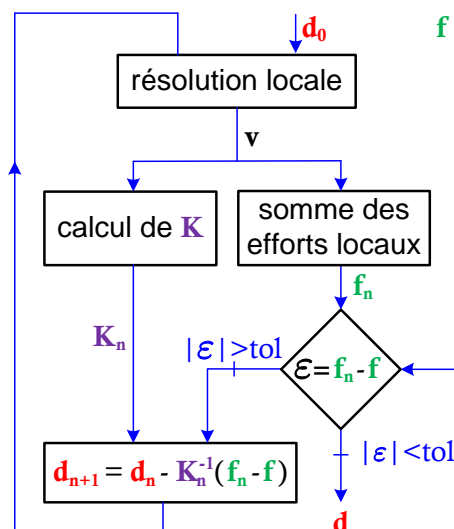 d₀
f
résolution locale
v
calcul de K
somme des
efforts locaux
fₙ
Kₙ
|ε|>tol
ε=fₙ-f
dₙ₊₁ = dₙ - Kₙ⁻¹(fₙ-f)
|ε|<tol
d